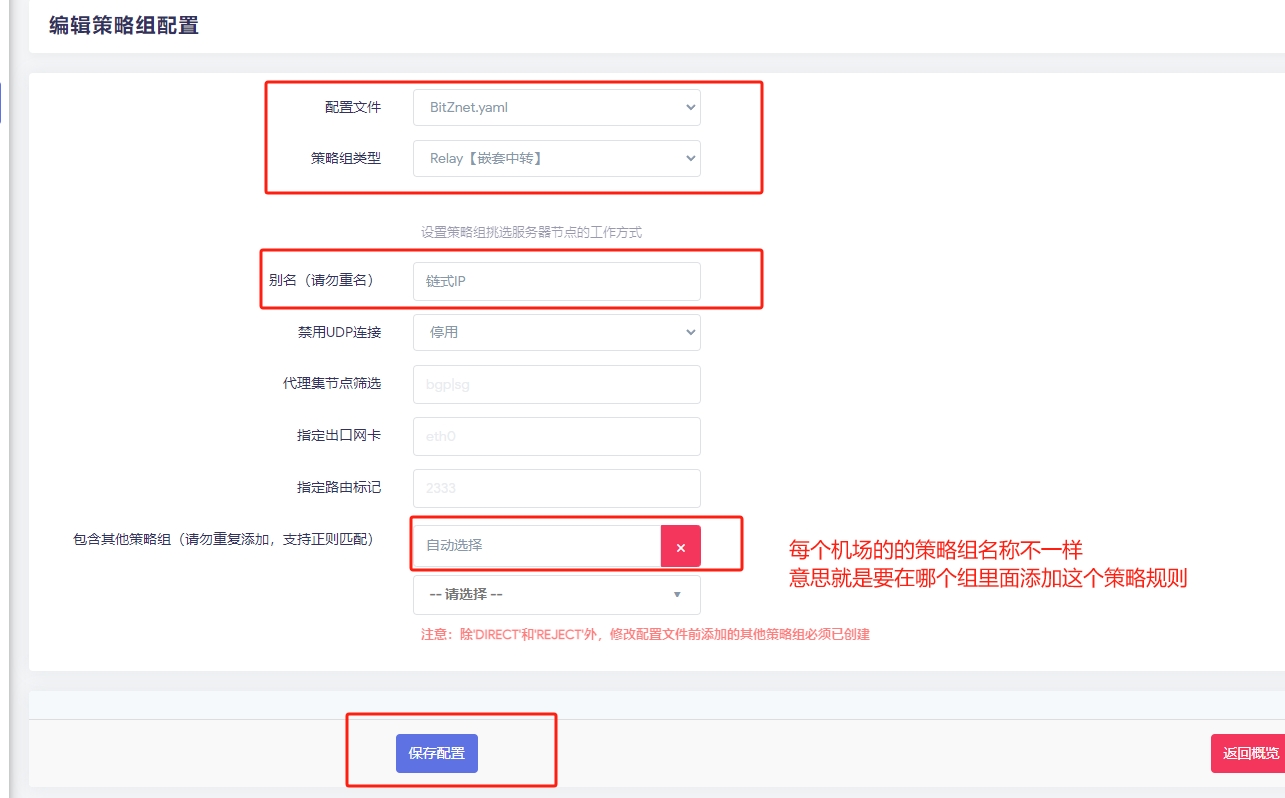 编辑策略组配置
配置文件 BitZnet.yaml
策略组类型 Relay【嵌套中转】
设置策略组挑选服务器节点的工作方式
别名（请勿重名） 链式IP
禁用UDP连接 停用
代理集节点筛选 bgp|sg
指定出口网卡 eth0
指定路由标记 2333
包含其他策略组（请勿重复添加，支持正则匹配） 自动选择 ×
每个机场的的策略组名称不一样
意思就是要在哪个组里面添加这个策略规则
-- 请选择 --
注意：除'DIRECT'和'REJECT'外，修改配置文件前添加的其他策略组必须已创建
保存配置 返回概览